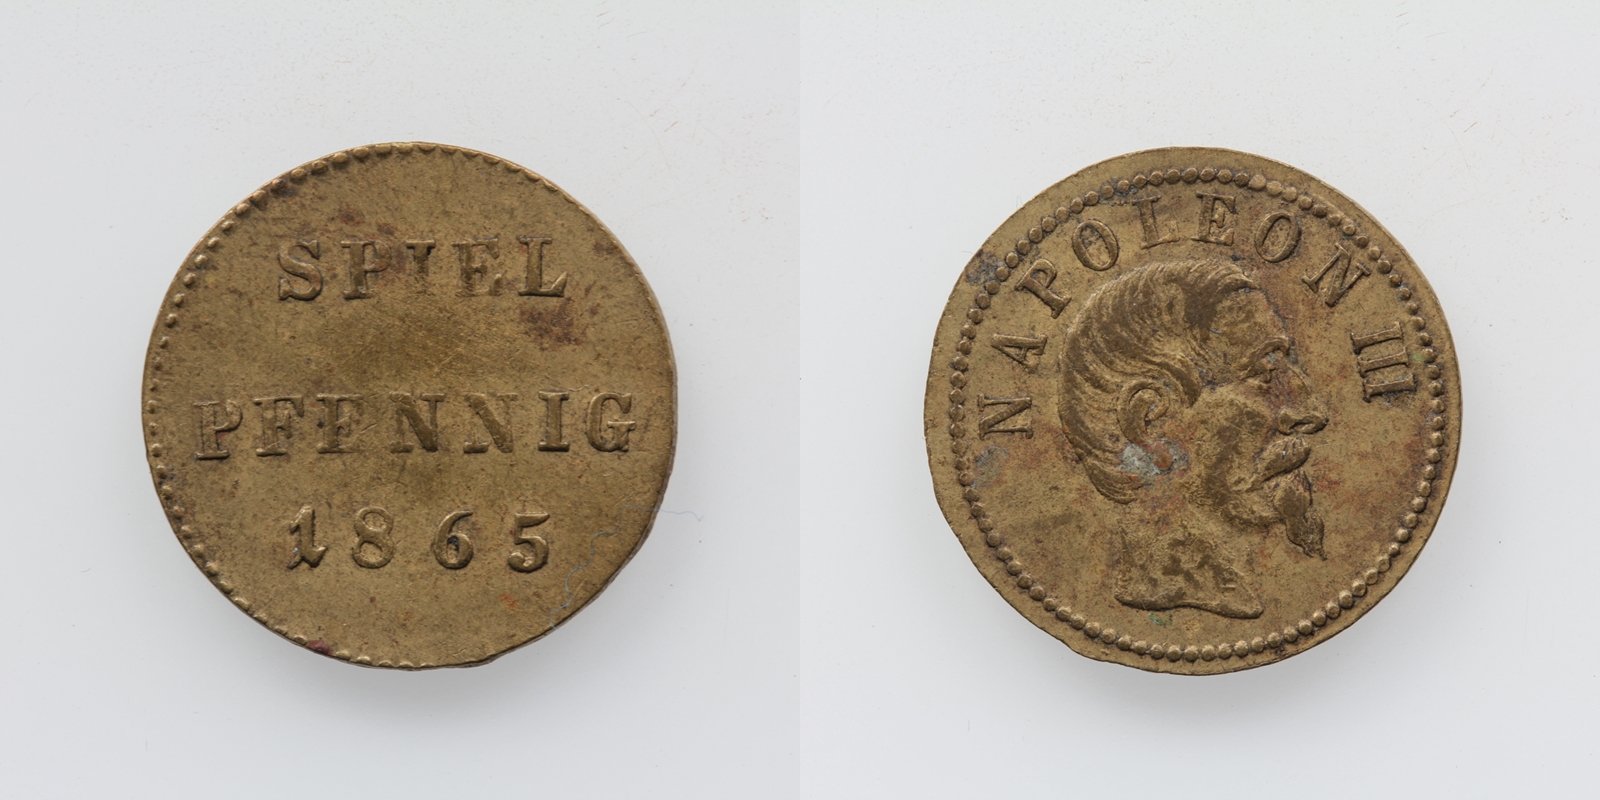 SPIEL
PFENNIG
1865
NAPOLEON III